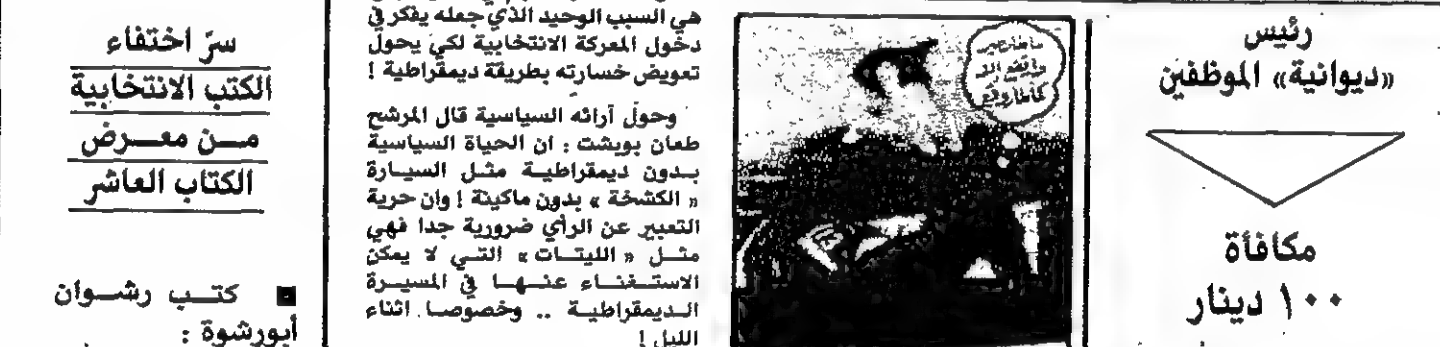 رئيس
«ديوانية» الموظفين
مكافأة
١٠٠ دينار
هي السبب الوحيد الذي جعله يفكر في
دخول المعركة الانتخابية لكي يحول
تعويض خسارته بطريقة ديمقراطية !
وحول آرائه السياسية قال المرشح
طعان بويشت : ان الحياة السياسية
بدون ديمقراطية مثل السيارة
« الكشخة » بدون ماكينة ! وان حرية
التعبير عن الرأي ضرورية جدا فهي
مثل « الليتات » التي لا يمكن
الاستغناء عنها في المسيرة
الديمقراطية .. وخصوصا اثناء
الليل !
سرّ اختفاء
الكتب الانتخابية
من معرض
الكتاب العاشر
■ كتب رشوان
أبورشوة :